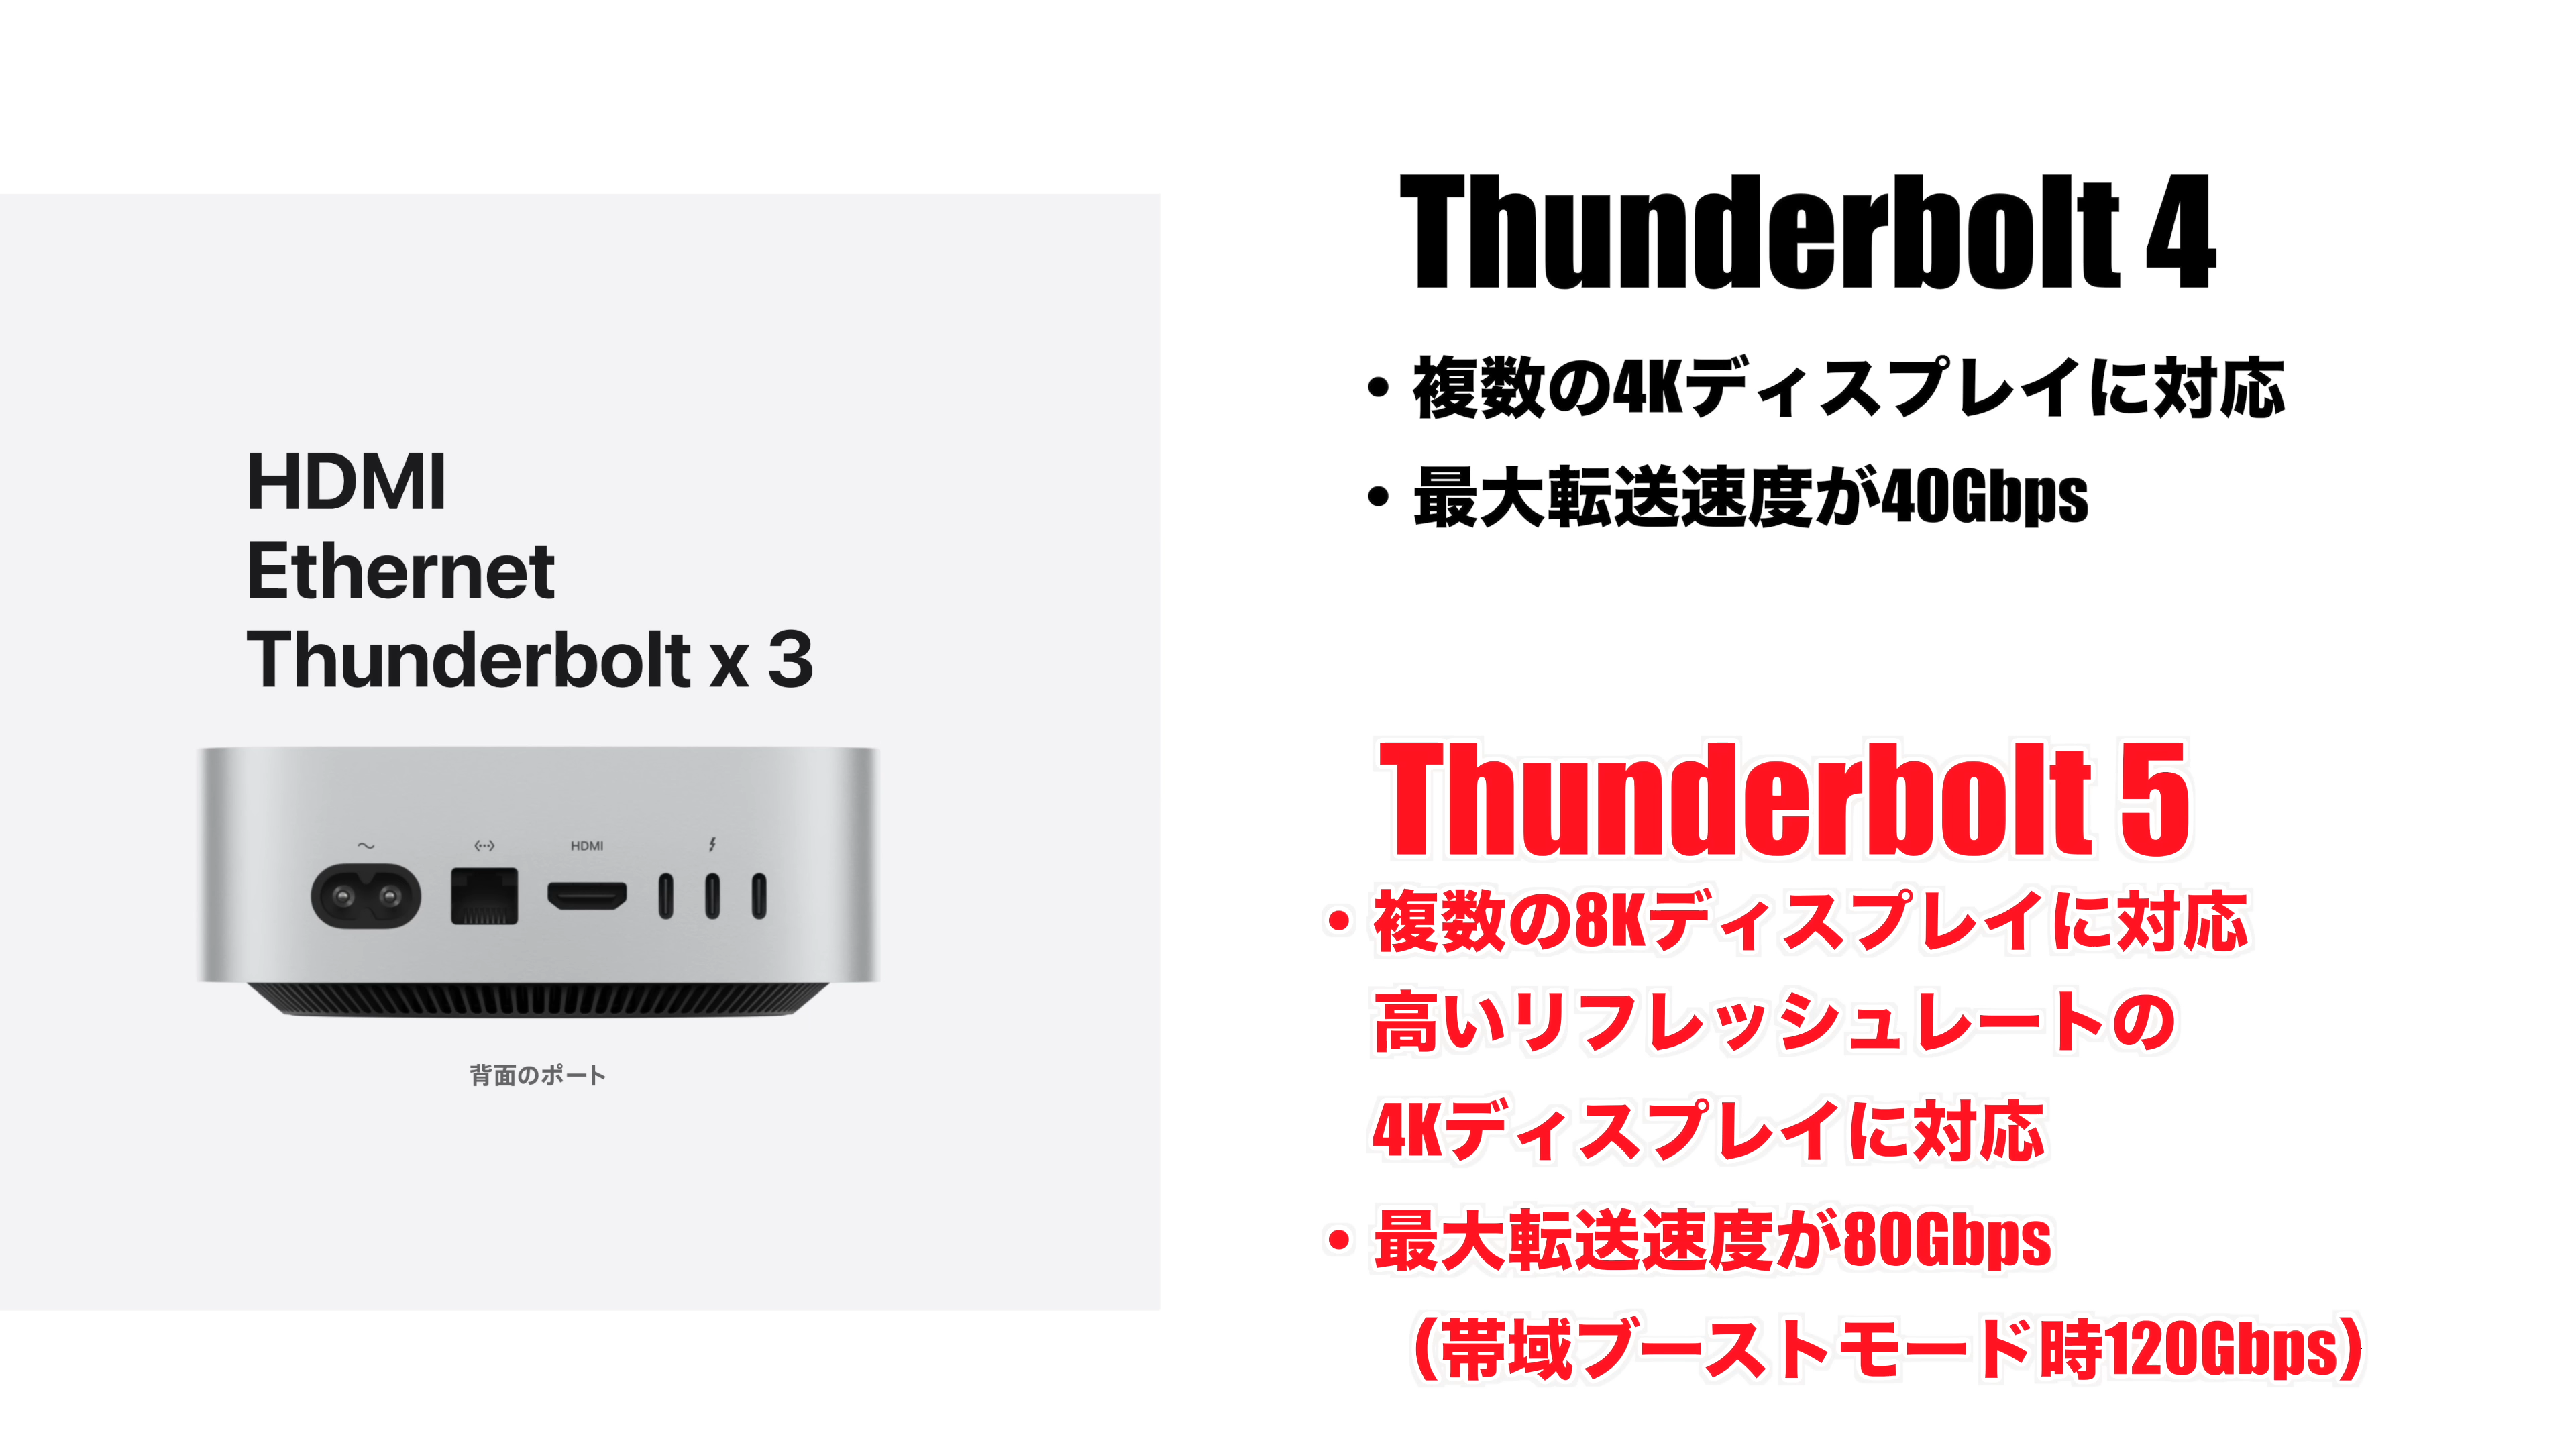 HDMI
Ethernet
Thunderbolt x 3
HDMI
背面のポート
Thunderbolt 4
・複数の4Kディスプレイに対応
・最大転送速度が40Gbps
Thunderbolt 5
・複数の8Kディスプレイに対応
高いリフレッシュレートの
4Kディスプレイに対応
・最大転送速度が80Gbps
（帯域ブーストモード時120Gbps）